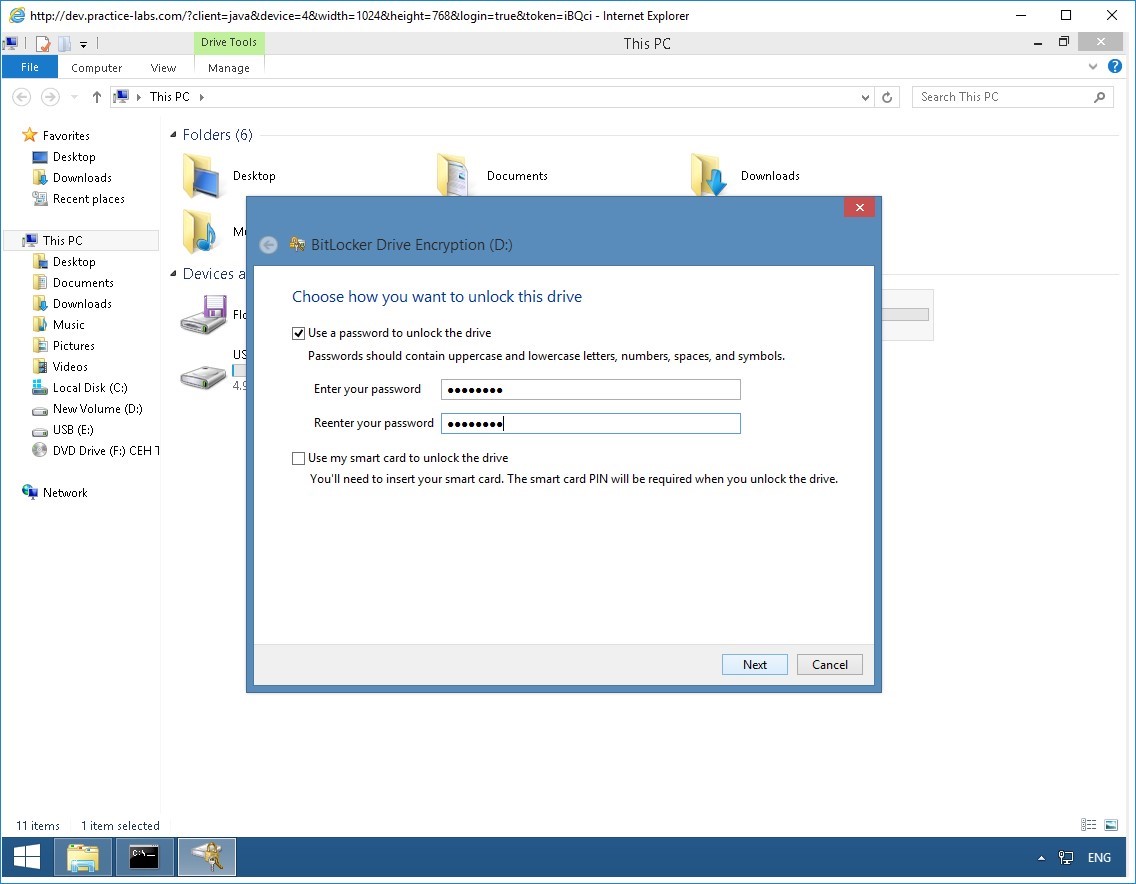 http://dev.practice-labs.com/?client=java&device=4&width=1024&height=768&login=true&token=iBQci - Internet Explorer
Drive Tools
This PC
File Computer View Manage
This PC
Search This PC
Favorites
Desktop
Downloads
Recent places
This PC
Desktop
Documents
Downloads
Music
Pictures
Videos
Local Disk (C:)
New Volume (D:)
USB (E:)
DVD Drive (F:) CEH T
Network
Folders (6)
Desktop Documents Downloads
Devices a
BitLocker Drive Encryption (D:)
Choose how you want to unlock this drive
Use a password to unlock the drive
Passwords should contain uppercase and lowercase letters, numbers, spaces, and symbols.
Enter your password ●●●●●●●●
Reenter your password ●●●●●●●●
Use my smart card to unlock the drive
You'll need to insert your smart card. The smart card PIN will be required when you unlock the drive.
Next Cancel
11 items 1 item selected
ENG